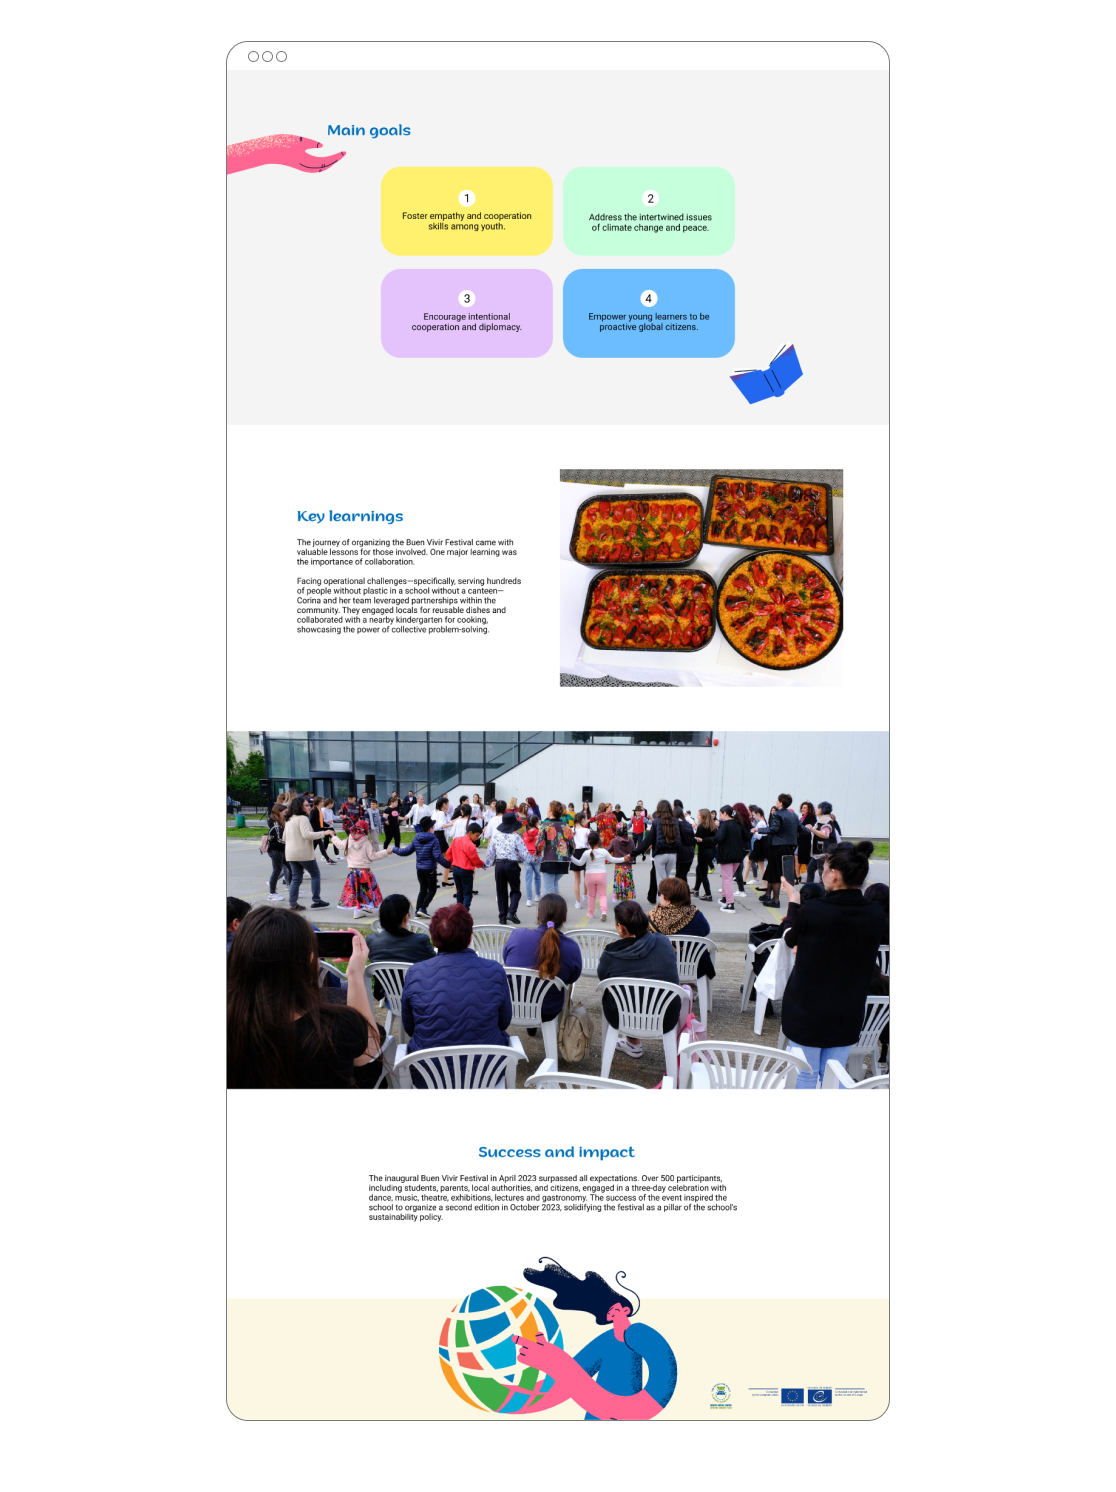 Main goals
1
Foster empathy and cooperation
skills among youth.
2
Address the intertwined issues
of climate change and peace.
3
Encourage intentional
cooperation and diplomacy.
4
Empower young learners to be
proactive global citizens.
Key learnings
The journey of organizing the Buen Vivir Festival came with
valuable lessons for those involved. One major learning was
the importance of collaboration.
Facing operational challenges—specifically, serving hundreds
of people without plastic in a school without a canteen—
Corina and her team leveraged partnerships within the
community. They engaged locals for reusable dishes and
collaborated with a nearby kindergarten for cooking,
showcasing the power of collective problem-solving.
Success and impact
The inaugural Buen Vivir Festival in April 2023 surpassed all expectations. Over 500 participants,
including students, parents, local authorities, and citizens, engaged in a three-day celebration with
dance, music, theatre, exhibitions, lectures and gastronomy. The success of the event inspired the
school to organize a second edition in October 2023, solidifying the festival as a pillar of the school's
sustainability policy.